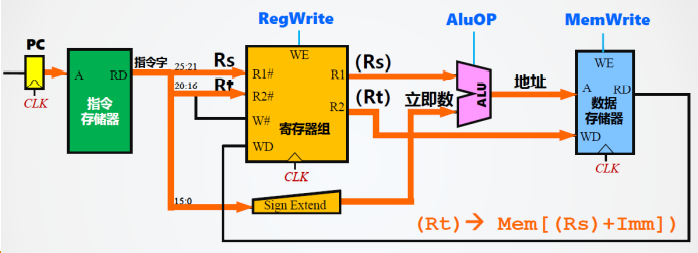 RegWrite
AluOP
MemWrite
PC
CLK
A
RD
指令
存储器
指令字
25:21
20:16
15:0
Rs
Rt
WE
R1#
R2#
W#
WD
R1
R2
寄存器组
CLK
(Rs)
(Rt)
立即数
Sign Extend
ALU
地址
WE
A
RD
数据
存储器
WD
CLK
(Rt)→ Mem[(Rs)+Imm])